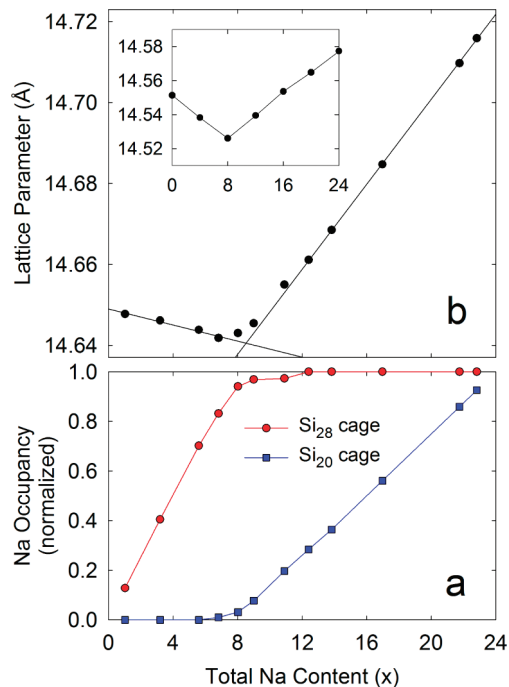 14.72
14.70
14.68
14.66
14.64
Lattice Parameter (Å)
14.58
14.56
14.54
14.52
0 8 16 24
b
1.0
0.8
0.6
0.4
0.2
0.0
Na Occupancy
(normalized)
Si₂₈ cage
Si₂₀ cage
a
0 4 8 12 16 20 24
Total Na Content (x)